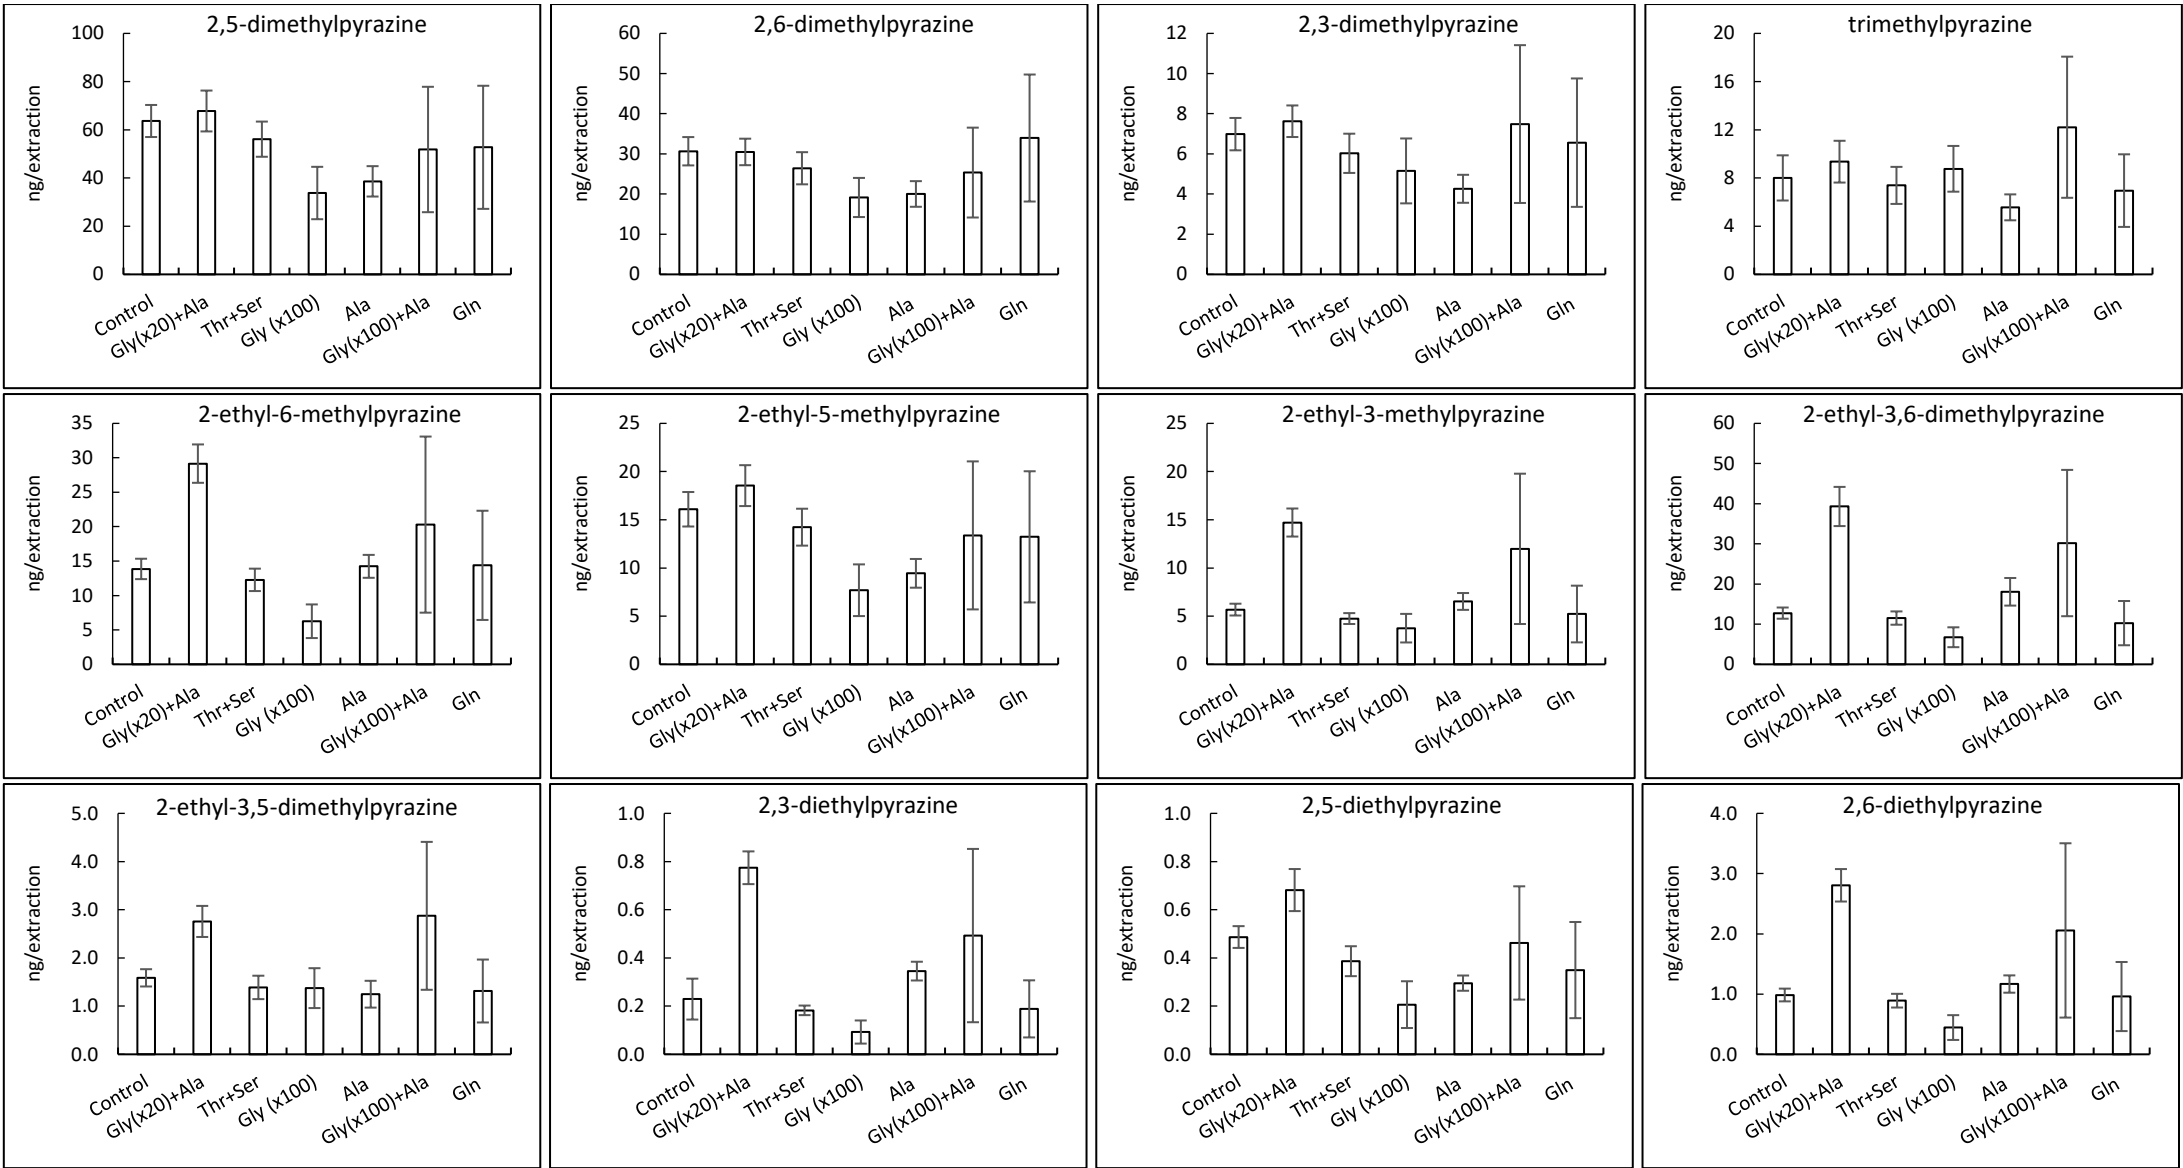 2,5-dimethylpyrazine
100
80
60
40
20
0
ng/extraction
Control
Gly(x20)+Ala
Thr+Ser
Gly (x100)
Ala
Gly(x100)+Ala
Gln
2,6-dimethylpyrazine
60
50
40
30
20
10
0
ng/extraction
Control
Gly(x20)+Ala
Thr+Ser
Gly (x100)
Ala
Gly(x100)+Ala
Gln
2,3-dimethylpyrazine
12
10
8
6
4
2
0
ng/extraction
Control
Gly(x20)+Ala
Thr+Ser
Gly (x100)
Ala
Gly(x100)+Ala
Gln
trimethylpyrazine
20
16
12
8
4
0
ng/extraction
Control
Gly(x20)+Ala
Thr+Ser
Gly (x100)
Ala
Gly(x100)+Ala
Gln
2-ethyl-6-methylpyrazine
35
30
25
20
15
10
5
0
ng/extraction
Control
Gly(x20)+Ala
Thr+Ser
Gly (x100)
Ala
Gly(x100)+Ala
Gln
2-ethyl-5-methylpyrazine
25
20
15
10
5
0
ng/extraction
Control
Gly(x20)+Ala
Thr+Ser
Gly (x100)
Ala
Gly(x100)+Ala
Gln
2-ethyl-3-methylpyrazine
25
20
15
10
5
0
ng/extraction
Control
Gly(x20)+Ala
Thr+Ser
Gly (x100)
Ala
Gly(x100)+Ala
Gln
2-ethyl-3,6-dimethylpyrazine
60
50
40
30
20
10
0
ng/extraction
Control
Gly(x20)+Ala
Thr+Ser
Gly (x100)
Ala
Gly(x100)+Ala
Gln
2-ethyl-3,5-dimethylpyrazine
5.0
4.0
3.0
2.0
1.0
0.0
ng/extraction
Control
Gly(x20)+Ala
Thr+Ser
Gly (x100)
Ala
Gly(x100)+Ala
Gln
2,3-diethylpyrazine
1.0
0.8
0.6
0.4
0.2
0.0
ng/extraction
Control
Gly(x20)+Ala
Thr+Ser
Gly (x100)
Ala
Gly(x100)+Ala
Gln
2,5-diethylpyrazine
1.0
0.8
0.6
0.4
0.2
0.0
ng/extraction
Control
Gly(x20)+Ala
Thr+Ser
Gly (x100)
Ala
Gly(x100)+Ala
Gln
2,6-diethylpyrazine
4.0
3.0
2.0
1.0
0.0
ng/extraction
Control
Gly(x20)+Ala
Thr+Ser
Gly (x100)
Ala
Gly(x100)+Ala
Gln